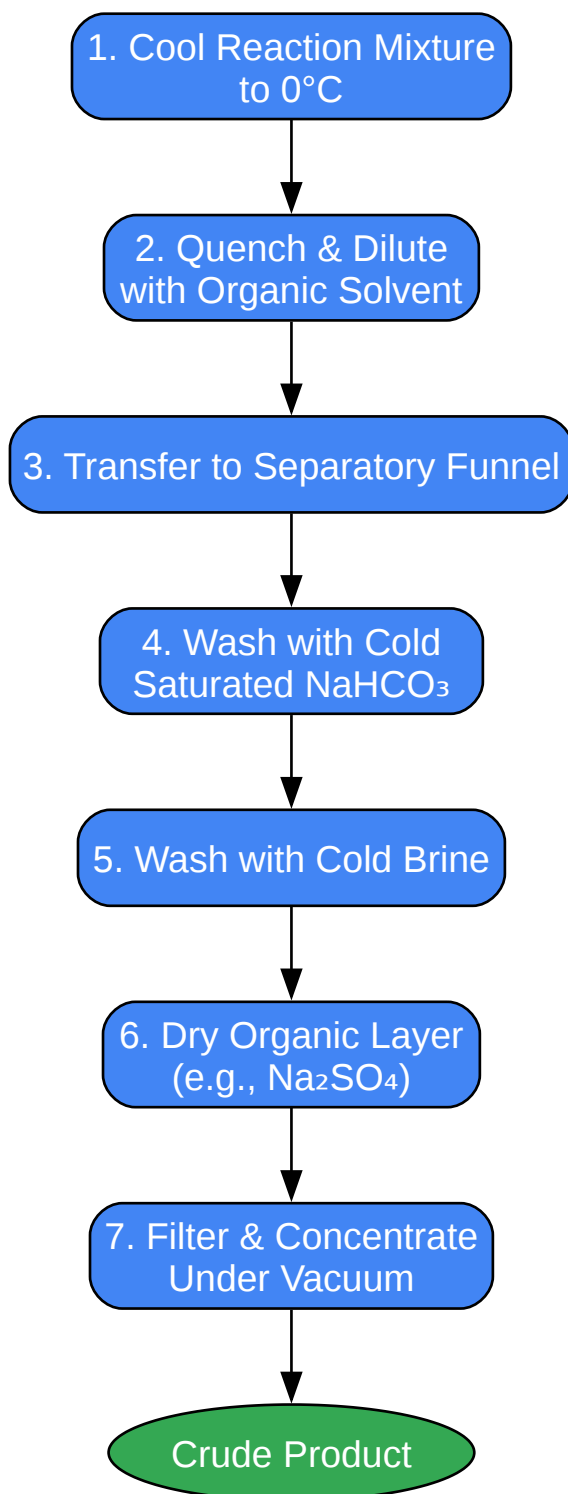 1. Cool Reaction Mixture
to 0°C
2. Quench & Dilute
with Organic Solvent
3. Transfer to Separatory Funnel
4. Wash with Cold
Saturated NaHCO₃
5. Wash with Cold Brine
6. Dry Organic Layer
(e.g., Na₂SO₄)
7. Filter & Concentrate
Under Vacuum
Crude Product